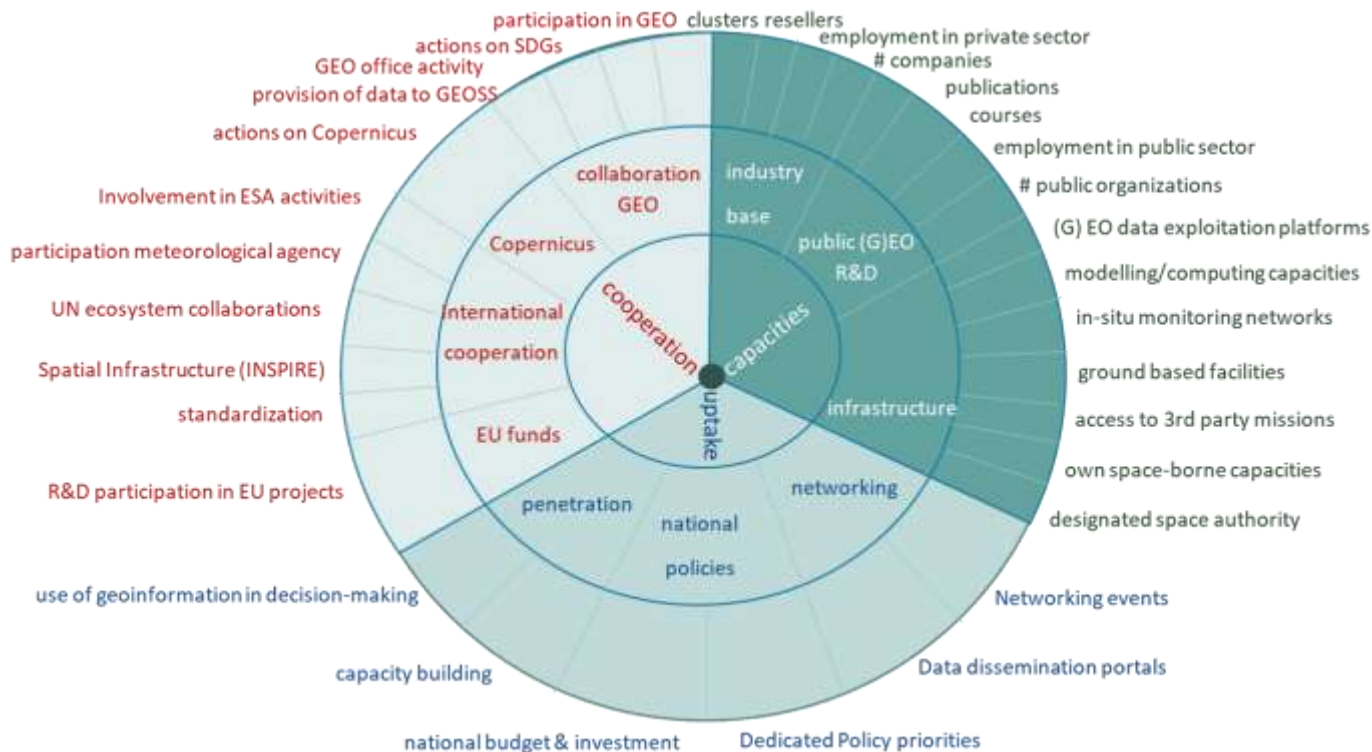 participation in GEO
clusters resellers
actions on SDGs
employment in private sector
GEO office activity
# companies
provision of data to GEOSS
publications
actions on Copernicus
courses
employment in public sector
Involvement in ESA activities
# public organizations
participation meteorological agency
(G) EO data exploitation platforms
UN ecosystem collaborations
modelling/computing capacities
Spatial Infrastructure (INSPIRE)
in-situ monitoring networks
standardization
ground based facilities
R&D participation in EU projects
access to 3rd party missions
own space-borne capacities
designated space authority
collaboration
GEO
industry
base
Copernicus
public (G)EO
R&D
International
cooperation
cooperation
capacities
uptake
EU funds
infrastructure
penetration
national
policies
networking
use of geoinformation in decision-making
Networking events
capacity building
Data dissemination portals
national budget & investment
Dedicated Policy priorities